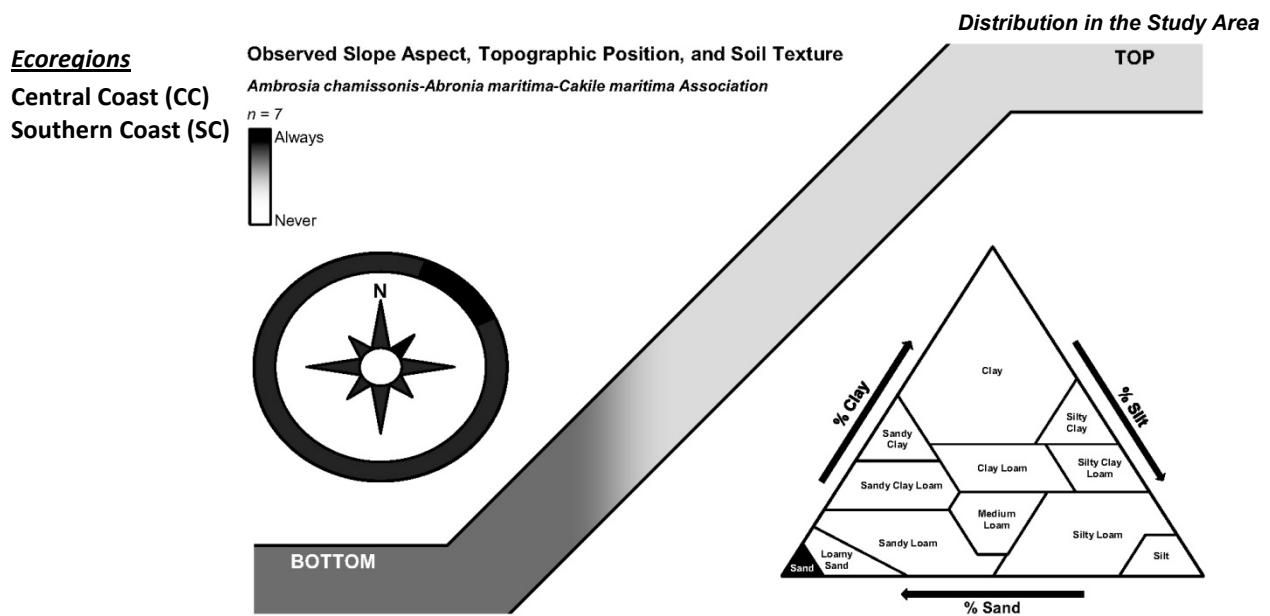 Distribution in the Study Area
Ecoregions
Central Coast (CC)
Southern Coast (SC)
Observed Slope Aspect, Topographic Position, and Soil Texture
Ambrosia chamissonis-Abronia maritima-Cakile maritima Association
n = 7
Always
Never
TOP
N
BOTTOM
% Clay
% Silt
Clay
Silty
Clay
Sandy
Clay
Clay Loam
Silty Clay
Loam
Sandy Clay Loam
Medium
Loam
Sandy Loam
Silty Loam
Loamy
Sand
Sand
Silt
% Sand